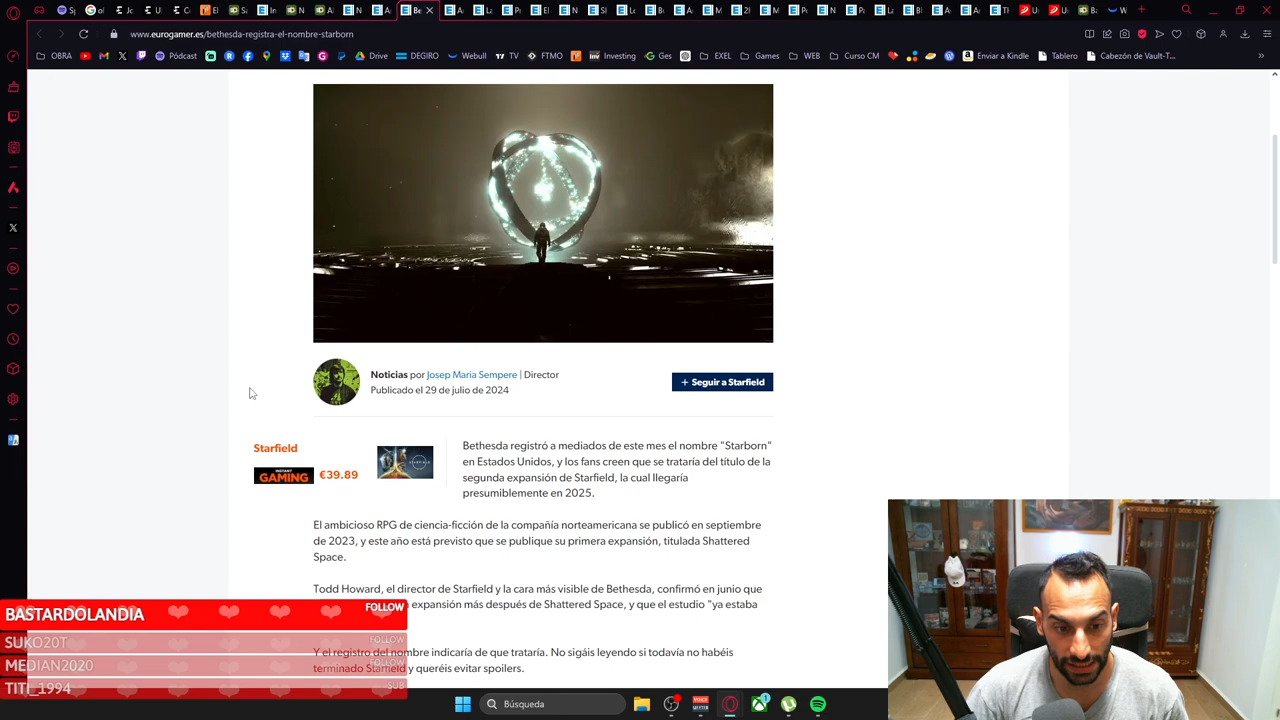 www.eurogamer.es/bethesda-registra-el-nombre-starborn
OBRA
Pódcast
Drive
DEGIRO
Webull
TV
FTMO
Investing
Ges
EXEL
Games
WEB
Curso CM
Enviar a Kindle
Tablero
Cabezón de Vault-T...
Noticias por Josep Maria Sempere | Director
Publicado el 29 de julio de 2024
+ Seguir a Starfield
Starfield
INSTANT GAMING €39.89
STARFIELD
Bethesda registró a mediados de este mes el nombre "Starborn"
en Estados Unidos, y los fans creen que se trataría del título de la
segunda expansión de Starfield, la cual llegaría
presumiblemente en 2025.
El ambicioso RPG de ciencia-ficción de la compañía norteamericana se publicó en septiembre
de 2023, y este año está previsto que se publique su primera expansión, titulada Shattered
Space.
Todd Howard, el director de Starfield y la cara más visible de Bethesda, confirmó en junio que
expansión más después de Shattered Space, y que el estudio "ya estaba
Y el registro del nombre indicaría de que trataría. No sigáis leyendo si todavía no habéis
terminado Starfield y queréis evitar spoilers.
BASTARDOLANDIA FOLLOW
SUKO20T FOLLOW
MEDIAN2020 FOLLOW
TITI_1994 SUB
Búsqueda